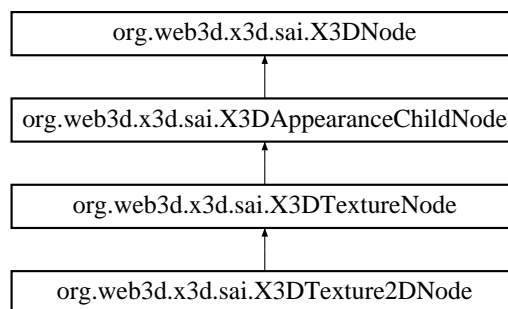 org.web3d.x3d.sai.X3DNode
org.web3d.x3d.sai.X3DAppearanceChildNode
org.web3d.x3d.sai.X3DTextureNode
org.web3d.x3d.sai.X3DTexture2DNode